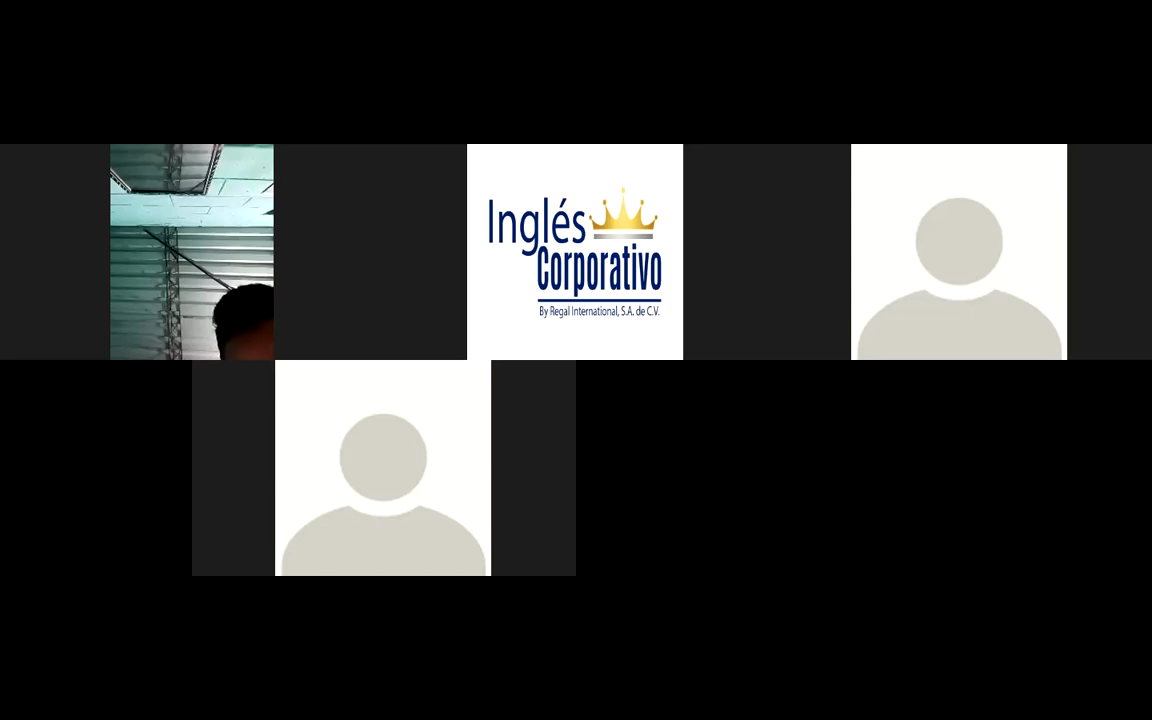 Inglés
Corporativo
By Regal International, S.A. de C.V.